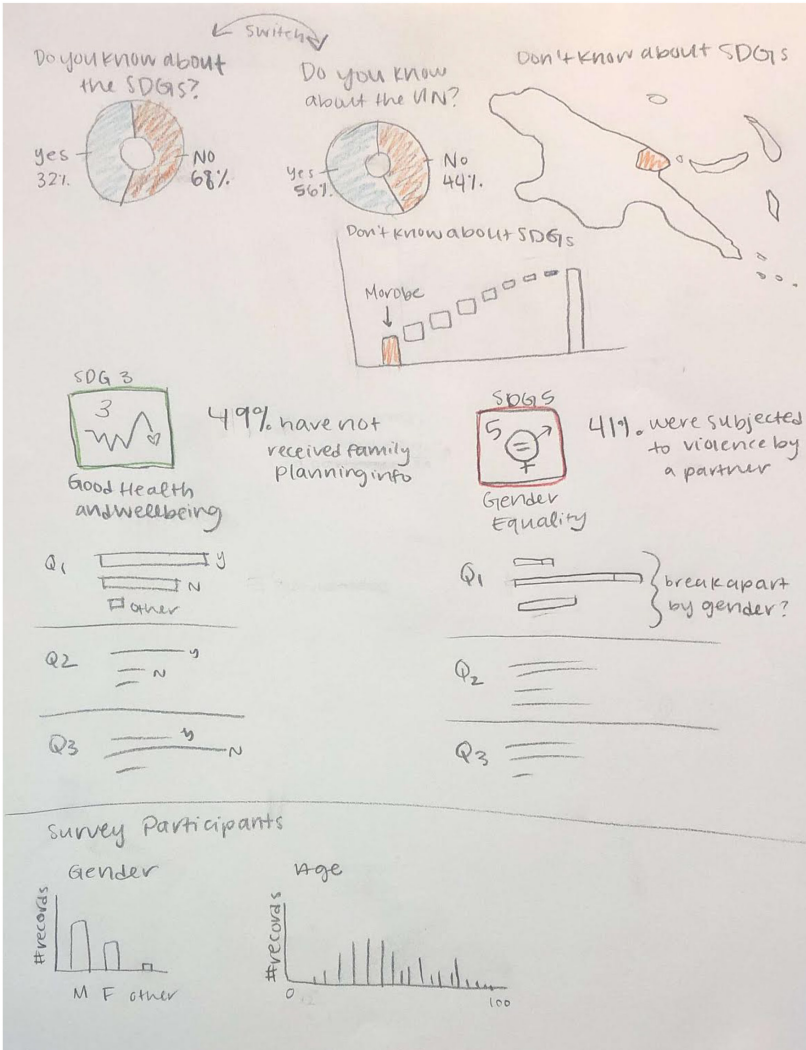 switch
Do you know about
the SDGs?
Yes
32%
No
68%
Do you know
about the UN?
Yes
56%
No
44%
Don't know about SDGs
Don't know about SDGs
Morobe
SDG 3
3
Good Health
and wellbeing
49% have not
received family
planning info
SDG 5
5
=
Gender
Equality
41% were subjected
to violence by
a partner
Q1
Y
N
other
Q2
Y
N
Q3
Y
N
Q1
break apart
by gender?
Q2
Q3
Survey Participants
Gender
#records
M F other
Age
#records
0
100